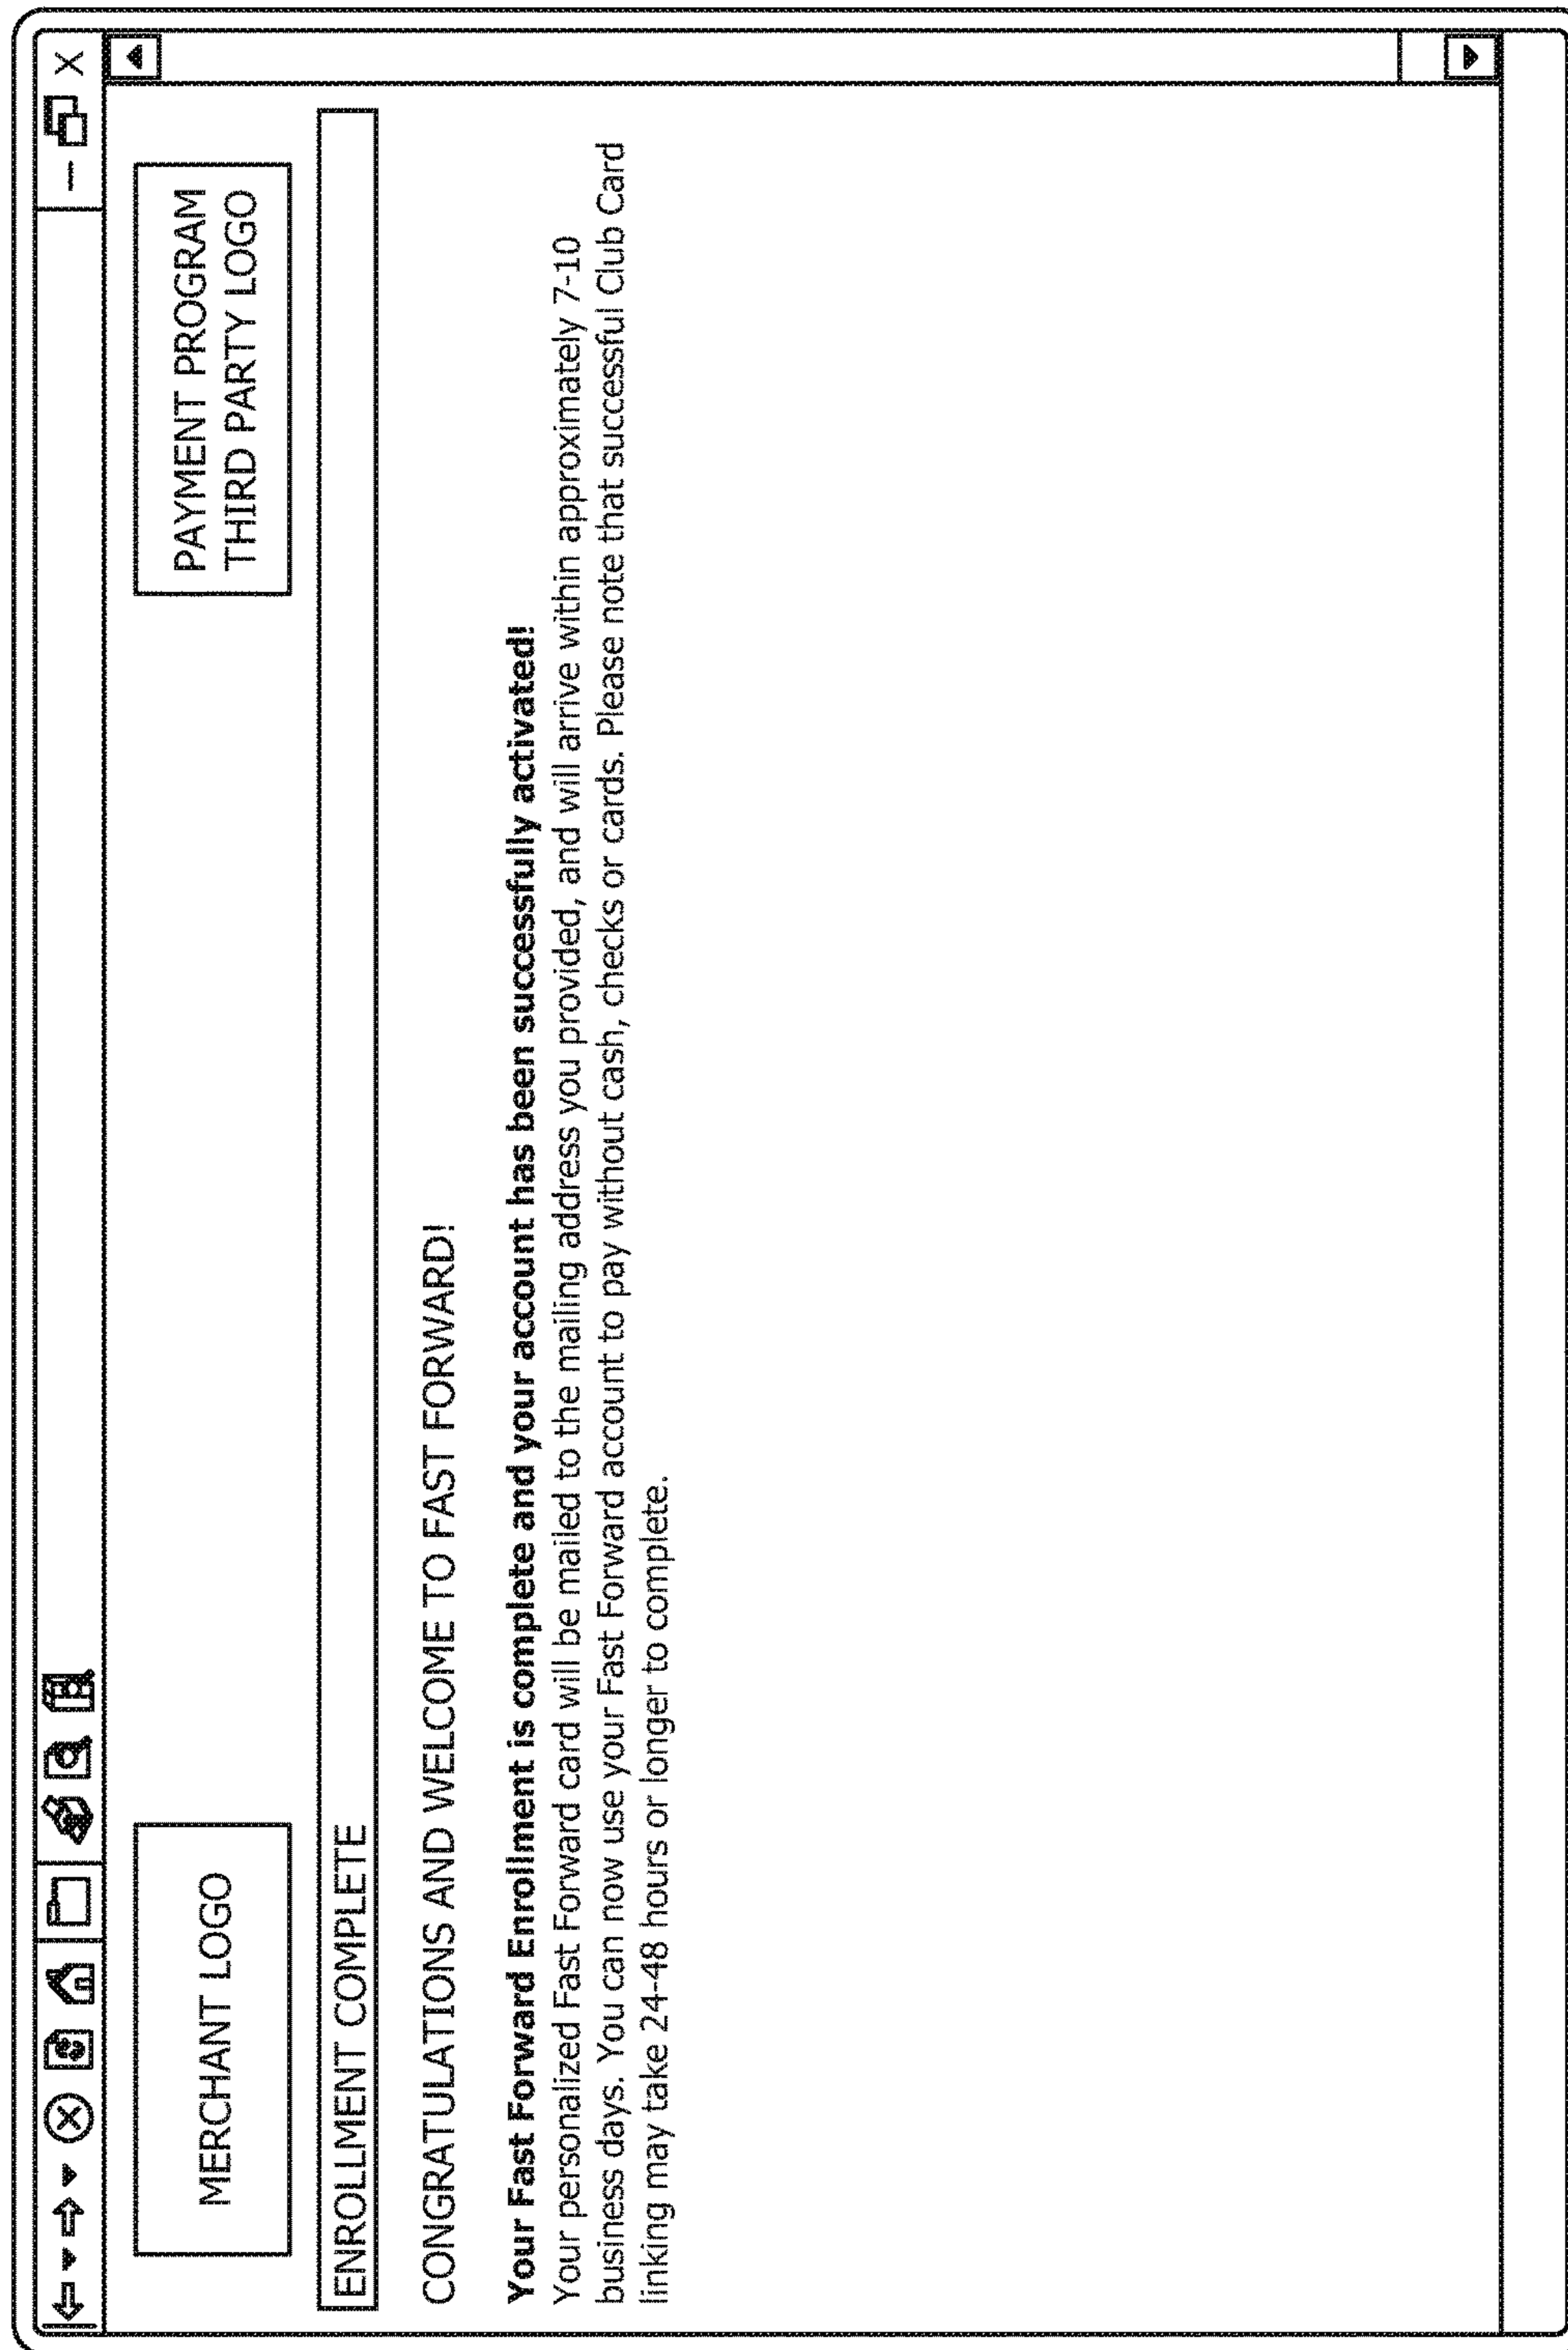 X
MERCHANT LOGO
PAYMENT PROGRAM
THIRD PARTY LOGO
ENROLLMENT COMPLETE
CONGRATULATIONS AND WELCOME TO FAST FORWARD!
Your Fast Forward Enrollment is complete and your account has been successfully activated!
Your personalized Fast Forward card will be mailed to the mailing address you provided, and will arrive within approximately 7-10
business days. You can now use your Fast Forward account to pay without cash, checks or cards. Please note that successful Club Card
linking may take 24-48 hours or longer to complete.